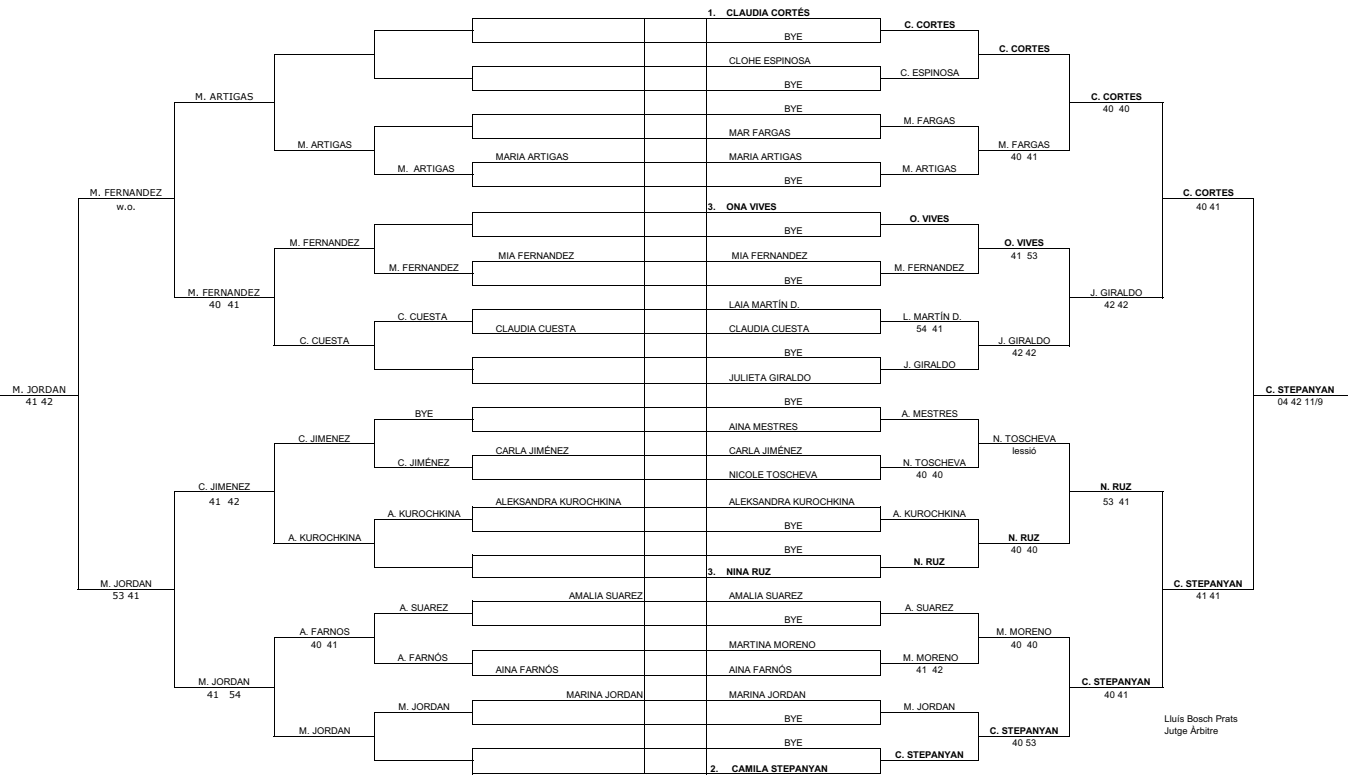 1. CLAUDIA CORTÉS
C. CORTES
BYE
C. CORTES
CLOHE ESPINOSA
C. ESPINOSA
BYE
M. ARTIGAS
C. CORTES
40 40
BYE
M. FARGAS
MAR FARGAS
M. ARTIGAS
M. FARGAS
40 41
MARIA ARTIGAS
MARIA ARTIGAS
M. ARTIGAS
M. ARTIGAS
BYE
M. FERNANDEZ
w.o.
C. CORTES
40 41
3. ONA VIVES
O. VIVES
BYE
M. FERNANDEZ
O. VIVES
41 53
MIA FERNANDEZ
MIA FERNANDEZ
M. FERNANDEZ
M. FERNANDEZ
BYE
M. FERNANDEZ
40 41
J. GIRALDO
42 42
LAIA MARTÍN D.
C. CUESTA
L. MARTÍN D.
54 41
CLAUDIA CUESTA
CLAUDIA CUESTA
C. CUESTA
J. GIRALDO
42 42
BYE
J. GIRALDO
JULIETA GIRALDO
M. JORDAN
41 42
C. STEPANYAN
04 42 11/9
BYE
BYE
A. MESTRES
AINA MESTRES
C. JIMENEZ
N. TOSCHEVA
lessió
CARLA JIMÉNEZ
CARLA JIMÉNEZ
C. JIMÉNEZ
N. TOSCHEVA
40 40
NICOLE TOSCHEVA
C. JIMENEZ
41 42
N. RUZ
53 41
ALEKSANDRA KUROCHKINA
ALEKSANDRA KUROCHKINA
A. KUROCHKINA
A. KUROCHKINA
BYE
A. KUROCHKINA
N. RUZ
40 40
BYE
N. RUZ
3. NINA RUZ
M. JORDAN
53 41
C. STEPANYAN
41 41
AMALIA SUAREZ
AMALIA SUAREZ
A. SUAREZ
A. SUAREZ
BYE
A. FARNOS
40 41
M. MORENO
40 40
MARTINA MORENO
A. FARNÓS
M. MORENO
41 42
AINA FARNÓS
AINA FARNÓS
M. JORDAN
41 54
C. STEPANYAN
40 41
MARINA JORDAN
MARINA JORDAN
M. JORDAN
M. JORDAN
BYE
M. JORDAN
C. STEPANYAN
40 53
BYE
C. STEPANYAN
2. CAMILA STEPANYAN
Lluís Bosch Prats
Jutge Àrbitre